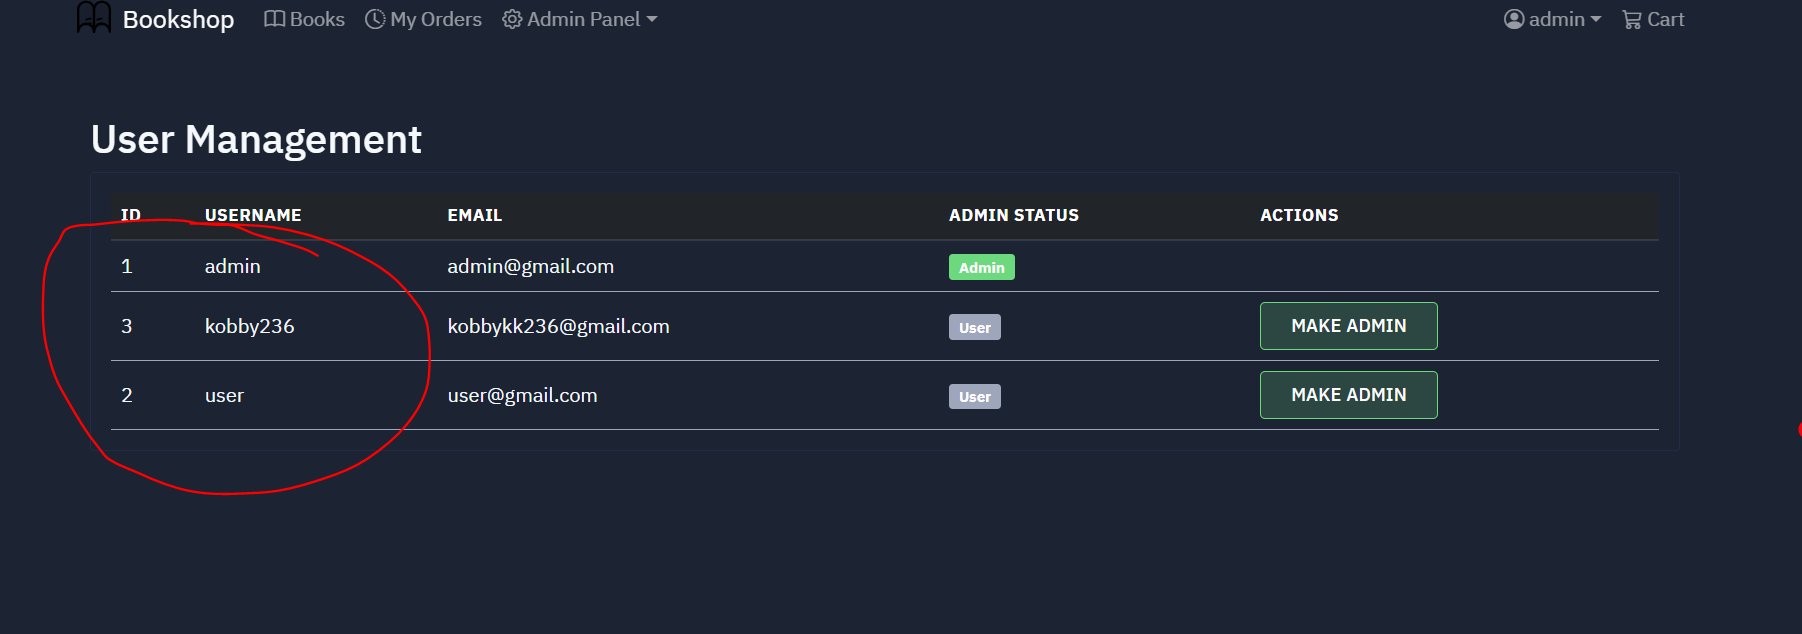 Bookshop Books My Orders Admin Panel admin Cart
User Management
ID USERNAME EMAIL ADMIN STATUS ACTIONS
1 admin admin@gmail.com Admin
3 kobby236 kobbykk236@gmail.com User MAKE ADMIN
2 user user@gmail.com User MAKE ADMIN